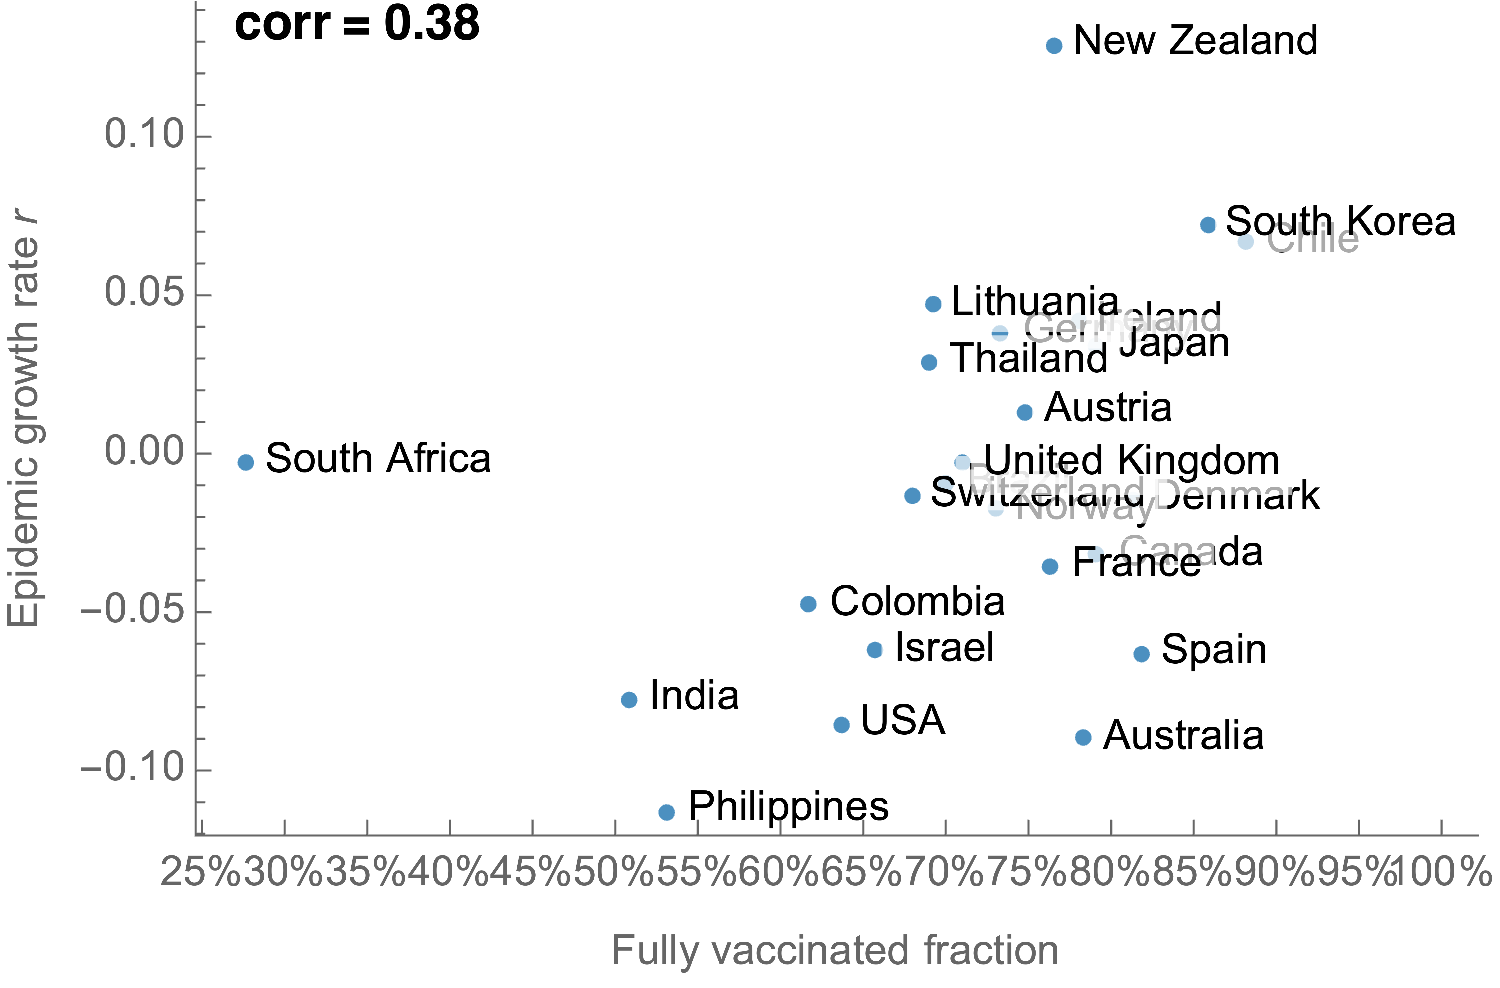 corr = 0.38
New Zealand
0.10
South Korea
Chile
0.05
Lithuania
Ireland
Japan
Thailand
Austria
0.00
South Africa
United Kingdom
Switzerland
Denmark
Norway
Canada
France
−0.05
Colombia
Israel
Spain
India
USA
Australia
−0.10
Philippines
25% 30% 35% 40% 45% 50% 55% 60% 65% 70% 75% 80% 85% 90% 95% 100%
Fully vaccinated fraction
Epidemic growth rate r